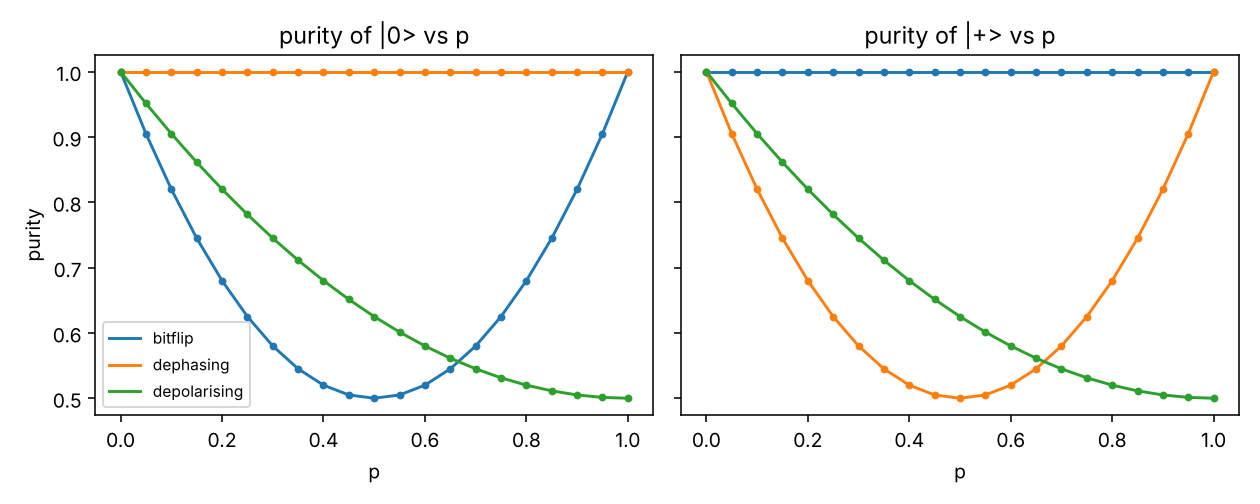 purity of |0> vs p
purity of |+> vs p
purity
1.0
0.9
0.8
0.7
0.6
0.5
bitflip
dephasing
depolarising
0.0 0.2 0.4 0.6 0.8 1.0
0.0 0.2 0.4 0.6 0.8 1.0
p
p